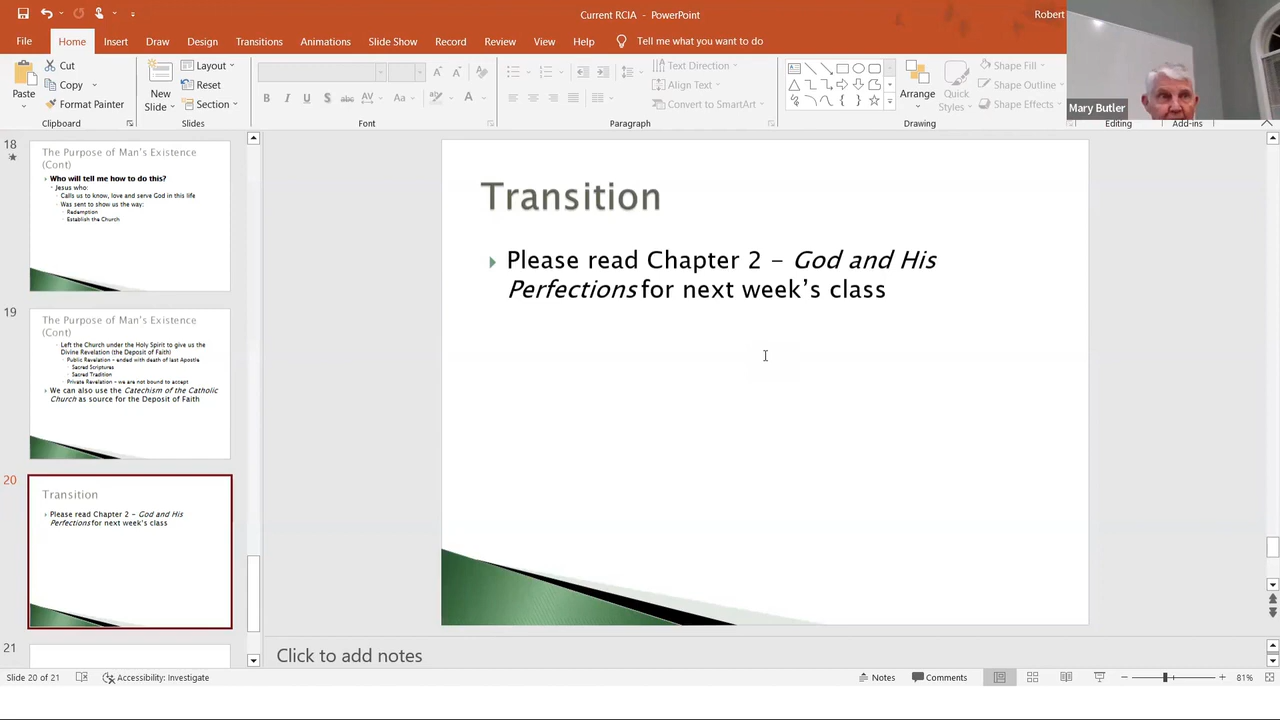 Current RCIA - PowerPoint
Robert
File Home Insert Draw Design Transitions Animations Slide Show Record Review View Help Tell me what you want to do
Paste
Cut
Copy
Format Painter
Clipboard
New
Slide
Layout
Reset
Section
Slides
B I U S abc AV Aa A
Font
Text Direction
Align Text
Convert to SmartArt
Paragraph
Arrange
Quick
Styles
Shape Fill
Shape Outline
Shape Effects
Drawing
Mary Butler
Editing
Add-ins
18
The Purpose of Man's Existence
(Cont)
Who will tell me how to do this?
Jesus who:
Calls us to know, love and serve God in this life
Was sent to show us the way:
Redemption
Establish the Church
19
The Purpose of Man's Existence
(Cont)
Left the Church under the Holy Spirit to give us the
Divine Revelation (the Deposit of Faith)
Public Revelation – ended with death of last Apostle
Sacred Scriptures
Sacred Tradition
Private Revelation – we are not bound to accept
We can also use the Catechism of the Catholic
Church as source for the Deposit of Faith
20
Transition
Please read Chapter 2 – God and His
Perfections for next week's class
21
Transition
Please read Chapter 2 – God and His
Perfections for next week’s class
Click to add notes
Slide 20 of 21
Accessibility: Investigate
Notes
Comments
81%